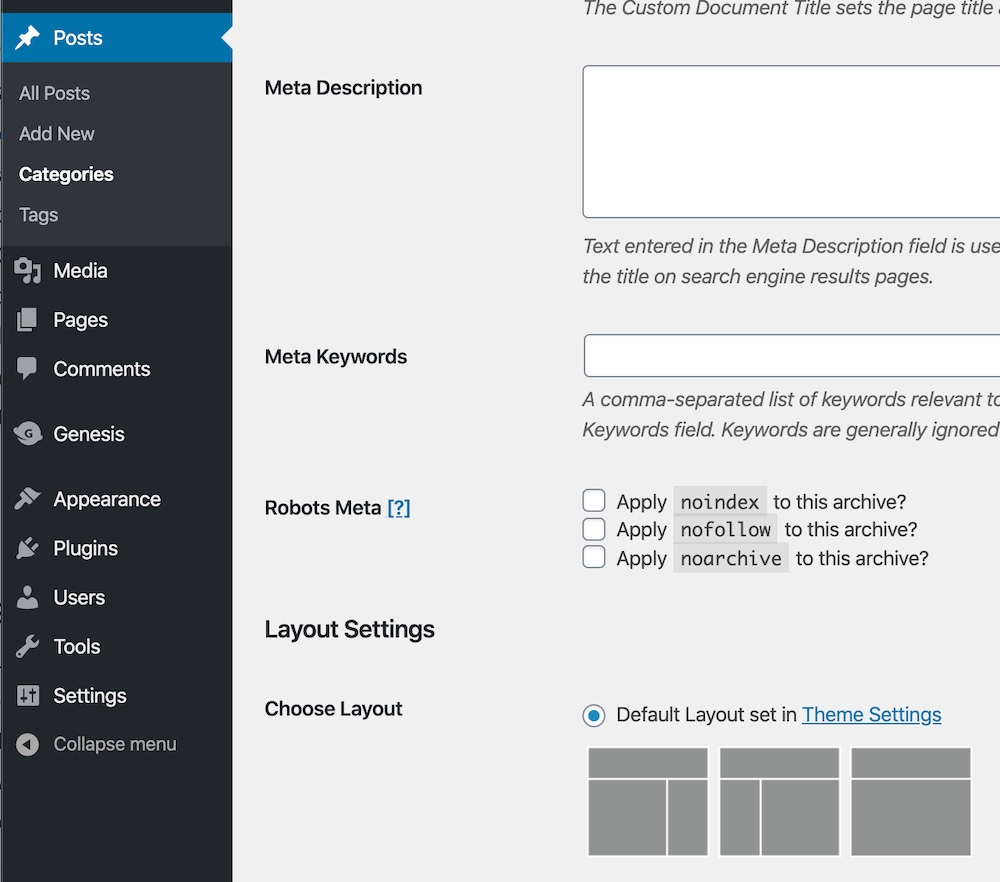 Posts
All Posts
Add New
Categories
Tags
Media
Pages
Comments
Genesis
Appearance
Plugins
Users
Tools
Settings
Collapse menu
The Custom Document Title sets the page title
Meta Description
Text entered in the Meta Description field is use
the title on search engine results pages.
Meta Keywords
A comma-separated list of keywords relevant to
Keywords field. Keywords are generally ignored
Robots Meta [?]
Apply noindex to this archive?
Apply nofollow to this archive?
Apply noarchive to this archive?
Layout Settings
Choose Layout
Default Layout set in Theme Settings